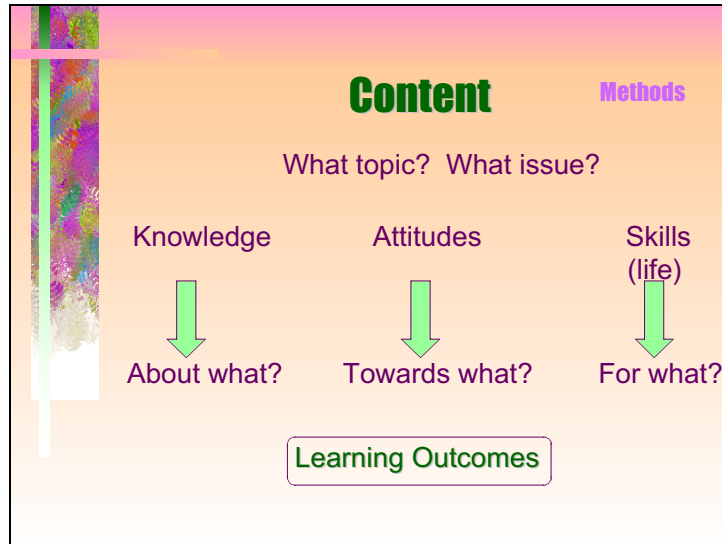 Content Methods
What topic? What issue?
Knowledge Attitudes Skills
(life)
About what? Towards what? For what?
Learning Outcomes